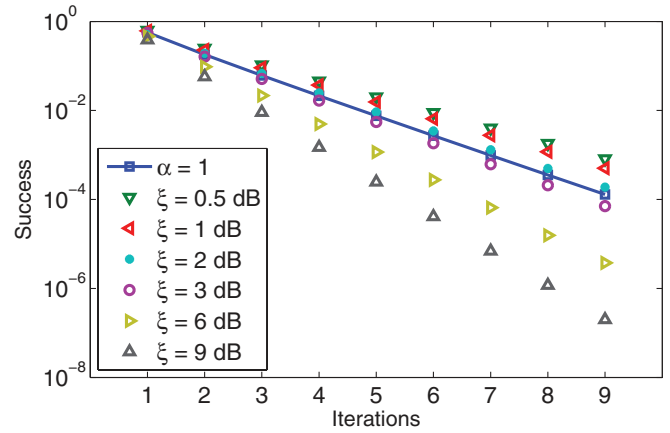 10^0
10^−2
10^−4
10^−6
10^−8
Success
α = 1
ξ = 0.5 dB
ξ = 1 dB
ξ = 2 dB
ξ = 3 dB
ξ = 6 dB
ξ = 9 dB
1 2 3 4 5 6 7 8 9
Iterations